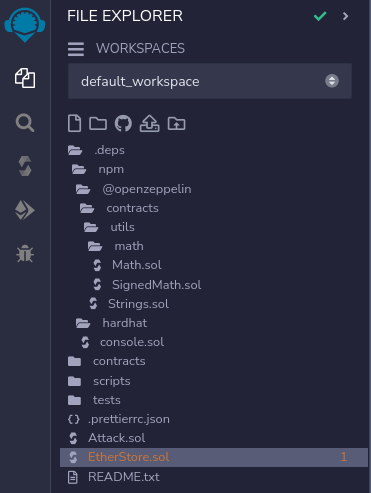 FILE EXPLORER
WORKSPACES
default_workspace
.deps
npm
@openzeppelin
contracts
utils
math
Math.sol
SignedMath.sol
Strings.sol
hardhat
console.sol
contracts
scripts
tests
.prettierrc.json
Attack.sol
EtherStore.sol 1
README.txt